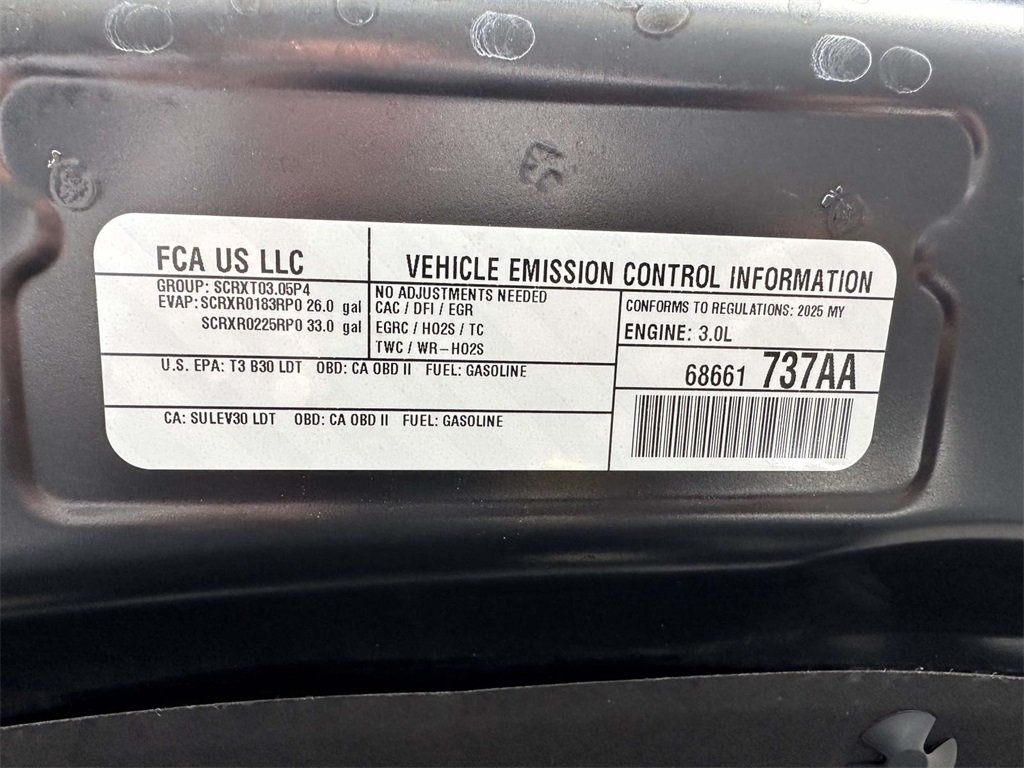 FCA US LLC
GROUP: SCRXT03.05P4
EVAP: SCRXR0183RP0 26.0 gal
SCRXR0225RP0 33.0 gal
VEHICLE EMISSION CONTROL INFORMATION
NO ADJUSTMENTS NEEDED
CAC / DFI / EGR
EGRC / HO2S / TC
TWC / WR-HO2S
CONFORMS TO REGULATIONS: 2025 MY
ENGINE: 3.0L
U.S. EPA: T3 B30 LDT OBD: CA OBD II FUEL: GASOLINE
68661 737AA
CA: SULEV30 LDT OBD: CA OBD II FUEL: GASOLINE